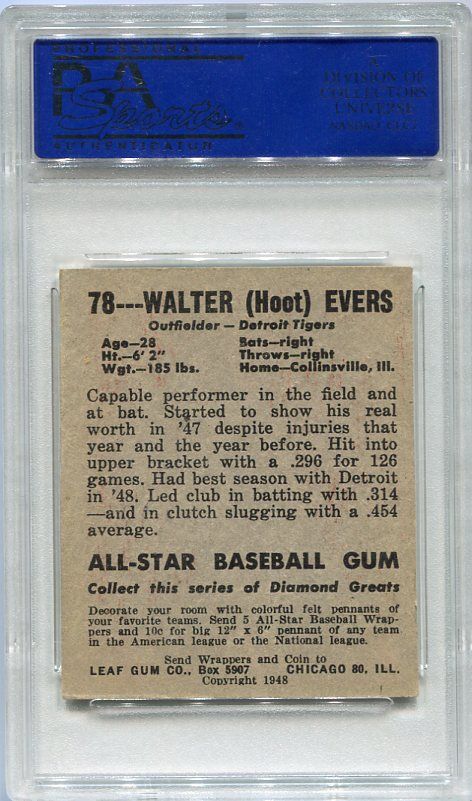 PROFESSIONAL
PSA
Sports
AUTHENTICATOR
A
DIVISION OF
COLLECTORS
UNIVERSE
NASDAQ: CLCT
78---WALTER (Hoot) EVERS
Outfielder — Detroit Tigers
Age—28 Bats—right
Ht.—6' 2" Throws—right
Wgt.—185 lbs. Home—Collinsville, Ill.
Capable performer in the field and
at bat. Started to show his real
worth in '47 despite injuries that
year and the year before. Hit into
upper bracket with a .296 for 126
games. Had best season with Detroit
in '48. Led club in batting with .314
—and in clutch slugging with a .454
average.
ALL-STAR BASEBALL GUM
Collect this series of Diamond Greats
Decorate your room with colorful felt pennants of
your favorite teams. Send 5 All-Star Baseball Wrap-
pers and 10c for big 12" x 6" pennant of any team
in the American league or the National league.
Send Wrappers and Coin to
LEAF GUM CO., Box 5907 CHICAGO 80, ILL.
Copyright 1948